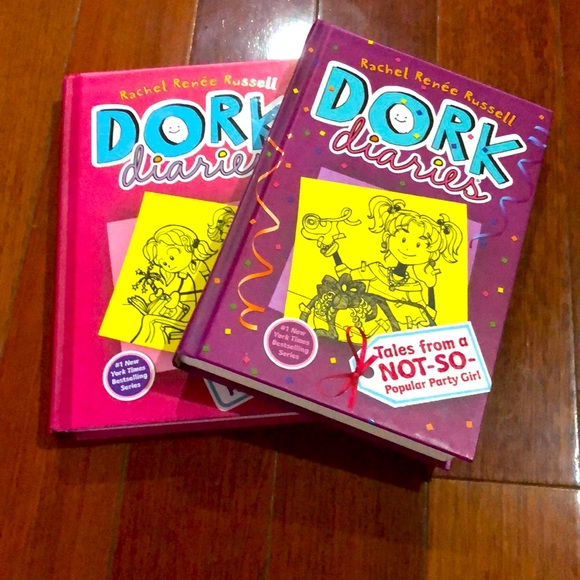 Rachel Renée Russell
DORK
diaries
#1 New
York Times
Bestselling
Series
Rachel Renée Russell
DORK
diaries
#1 New
York Times
Bestselling
Series
Tales from a
NOT-SO-
Popular Party Girl